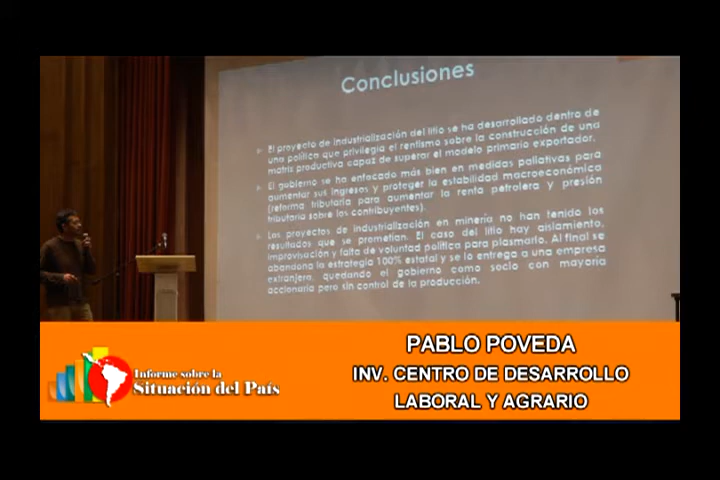 Conclusiones
El proyecto de industrialización del litio se ha desarrollado dentro de
una política que privilegia el rentismo sobre la construcción de una
matriz productiva capaz de superar el modelo primario exportador.
El gobierno se ha enfocado más bien en medidas paliativas para
aumentar sus ingresos y proteger la estabilidad macroeconómica
(reforma tributaria para aumentar la renta petrolera y presión
tributaria sobre los contribuyentes).
Los proyectos de industrialización en minería no han tenido los
resultados que se prometían. El caso del litio hay aislamiento,
improvisación y falta de voluntad política para plasmarlo. Al final se
abandona la estrategia 100% estatal y se lo entrega a una empresa
extranjera, quedando el gobierno como socio con mayoría
accionaria pero sin control de la producción.
PABLO POVEDA
INV. CENTRO DE DESARROLLO
LABORAL Y AGRARIO
Informe sobre la
Situación del País